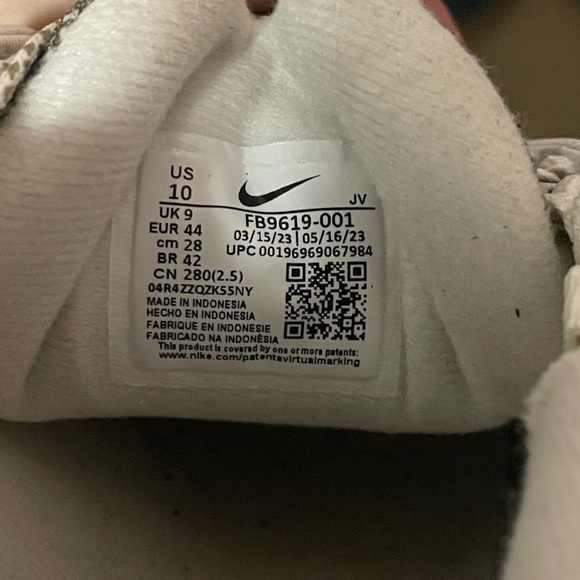 US
10
JV
UK 9
FB9619-001
EUR 44
03/15/23 | 05/16/23
cm 28
UPC 00196969067984
BR 42
CN 280(2.5)
04R4ZZQZK55NY
MADE IN INDONESIA
HECHO EN INDONESIA
FABRIQUE EN INDONESIE
FABRICADO NA INDONÉSIA
This product is covered by one or more patents:
www.nike.com/patentsvirtualmarking